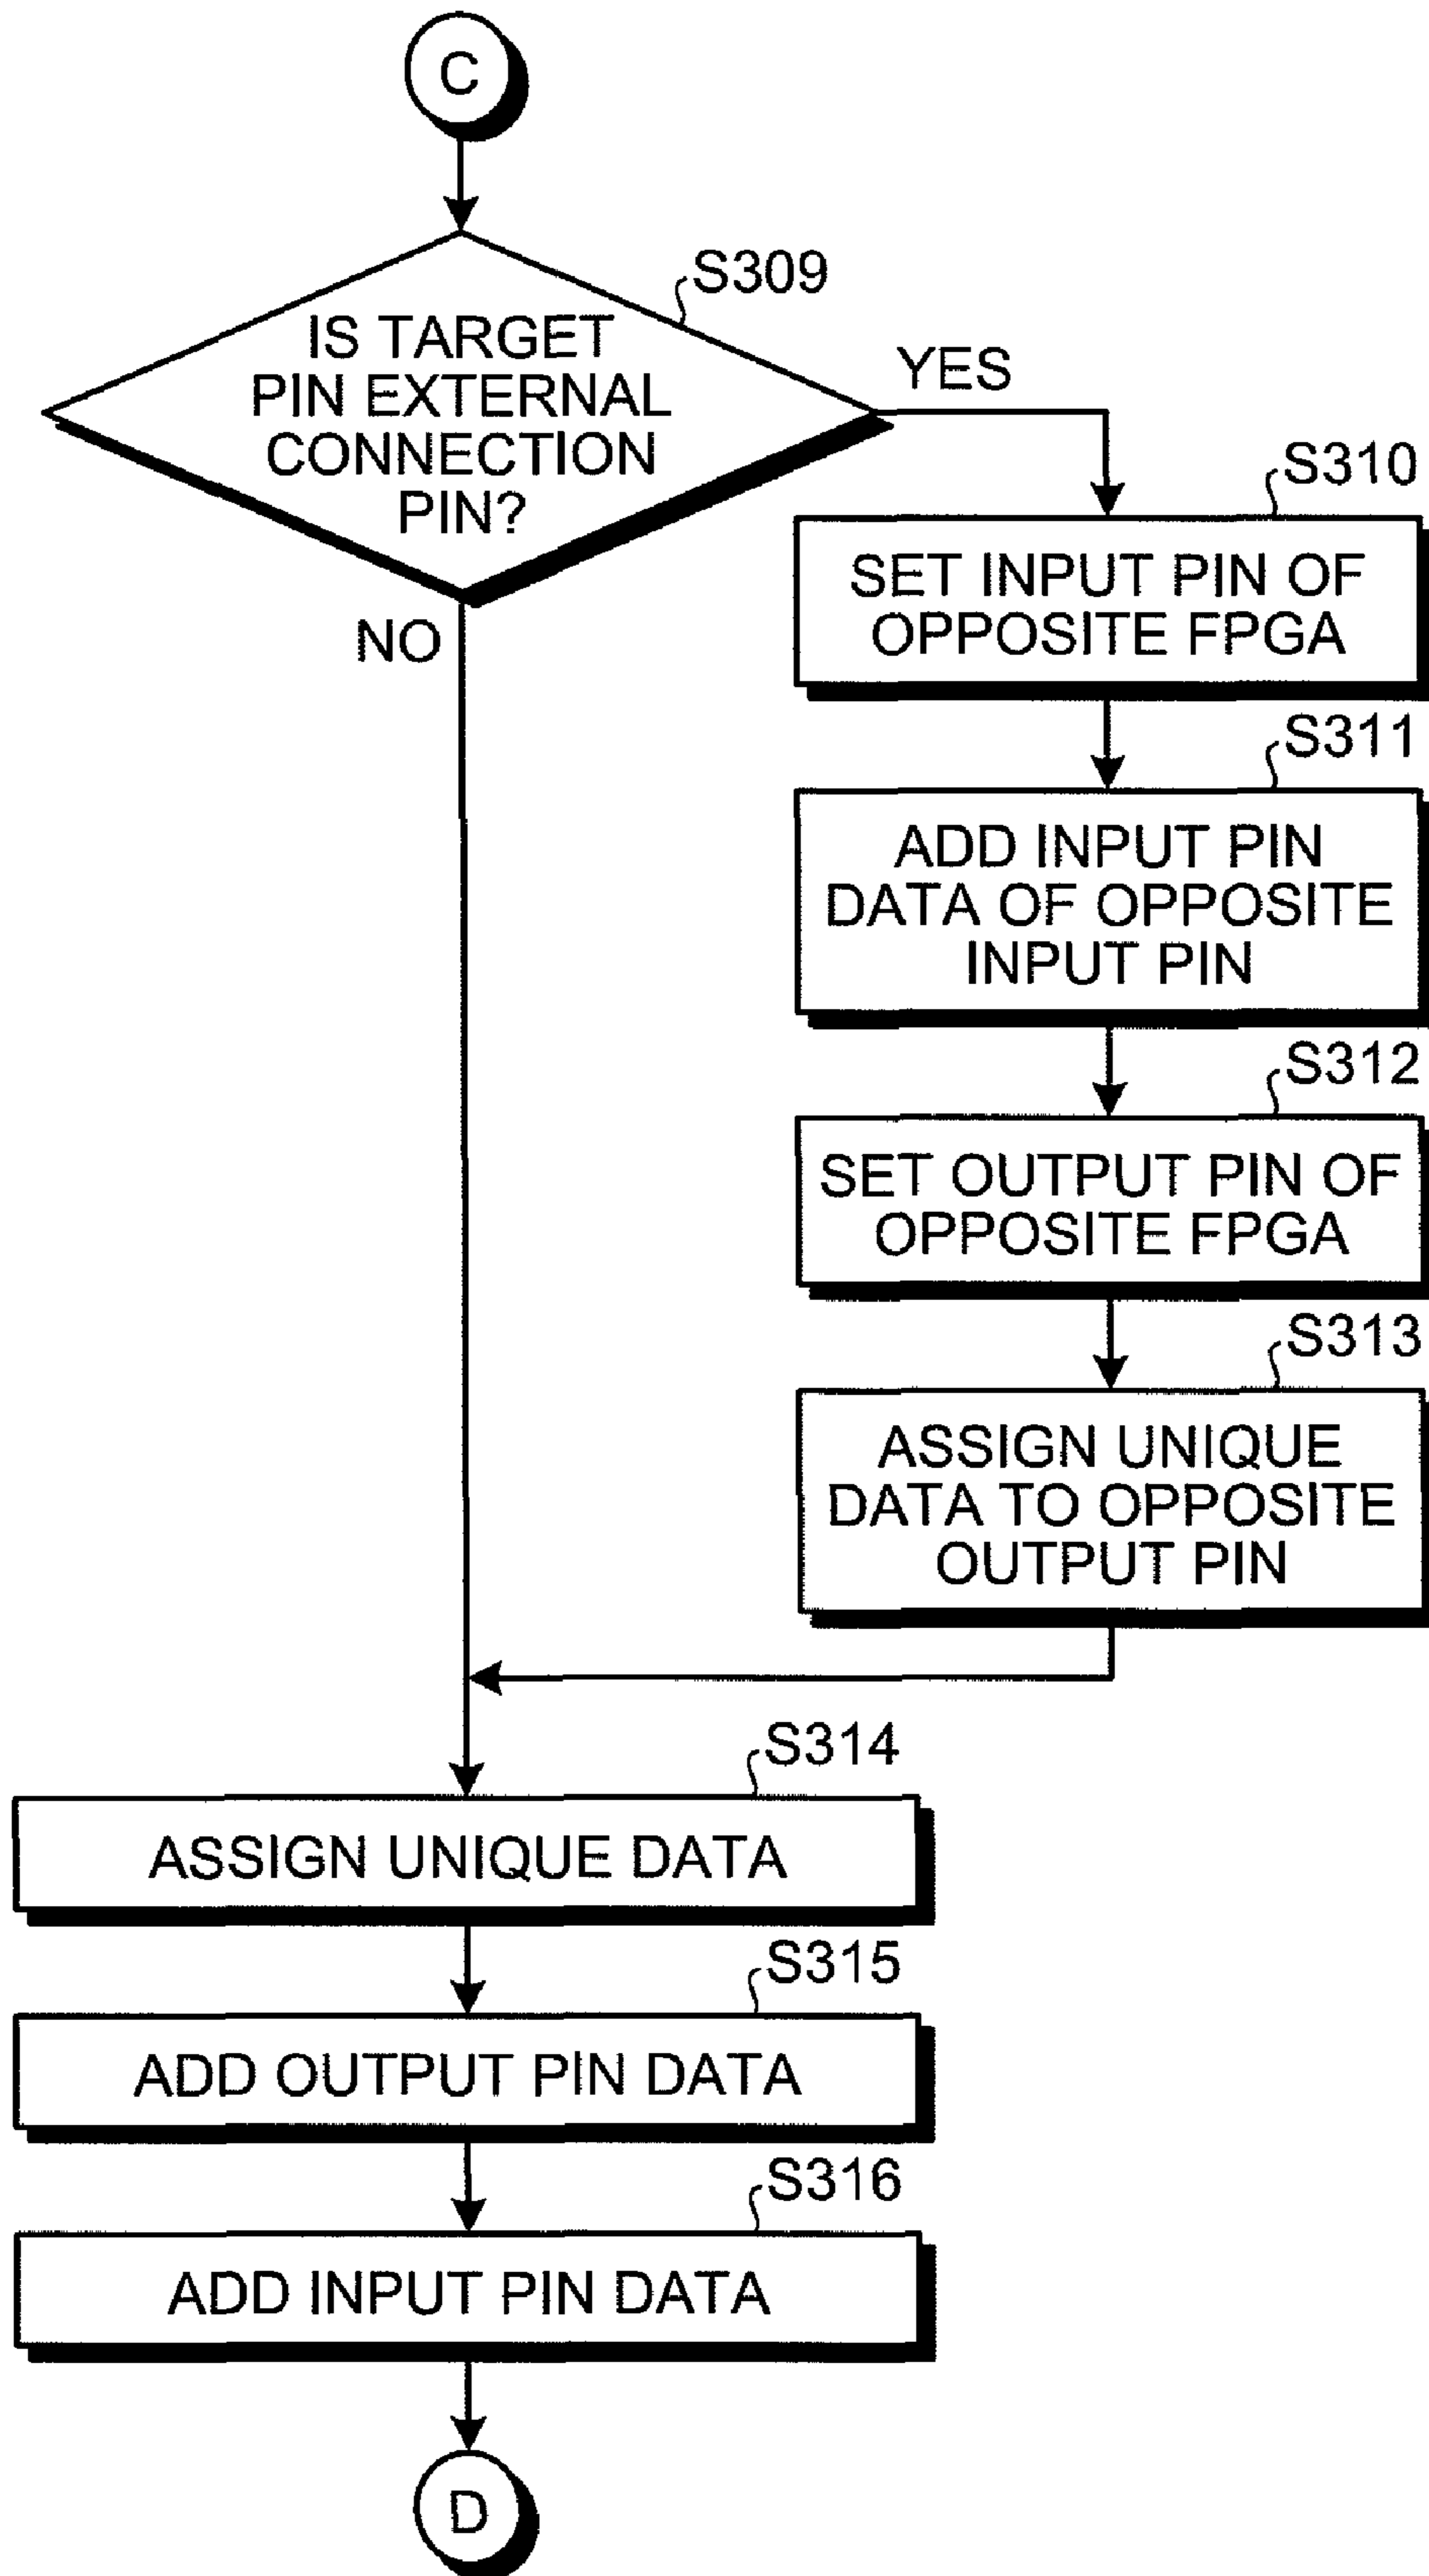 C
S309
IS TARGET
PIN EXTERNAL
CONNECTION
PIN?
YES
NO
S310
SET INPUT PIN OF
OPPOSITE FPGA
S311
ADD INPUT PIN
DATA OF OPPOSITE
INPUT PIN
S312
SET OUTPUT PIN OF
OPPOSITE FPGA
S313
ASSIGN UNIQUE
DATA TO OPPOSITE
OUTPUT PIN
S314
ASSIGN UNIQUE DATA
S315
ADD OUTPUT PIN DATA
S316
ADD INPUT PIN DATA
D